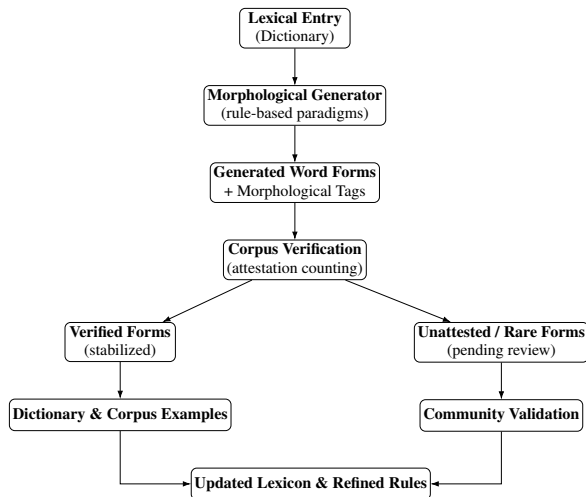 Lexical Entry
(Dictionary)
Morphological Generator
(rule-based paradigms)
Generated Word Forms
+ Morphological Tags
Corpus Verification
(attestation counting)
Verified Forms
(stabilized)
Unattested / Rare Forms
(pending review)
Dictionary & Corpus Examples
Community Validation
Updated Lexicon & Refined Rules